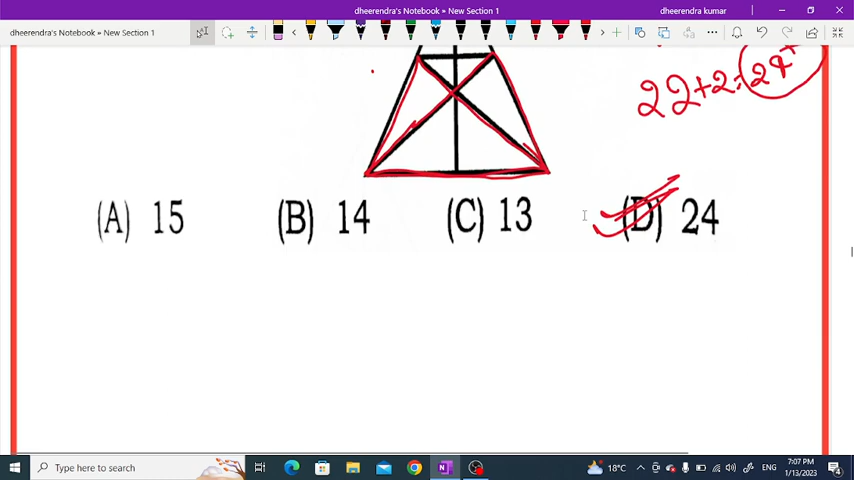 dheerendra's Notebook » New Section 1
dheerendra kumar
dheerendra's Notebook » New Section 1
22+2=24+
(A) 15 (B) 14 (C) 13 (D) 24
Type here to search
18°C
ENG
7:07 PM
1/13/2023
4